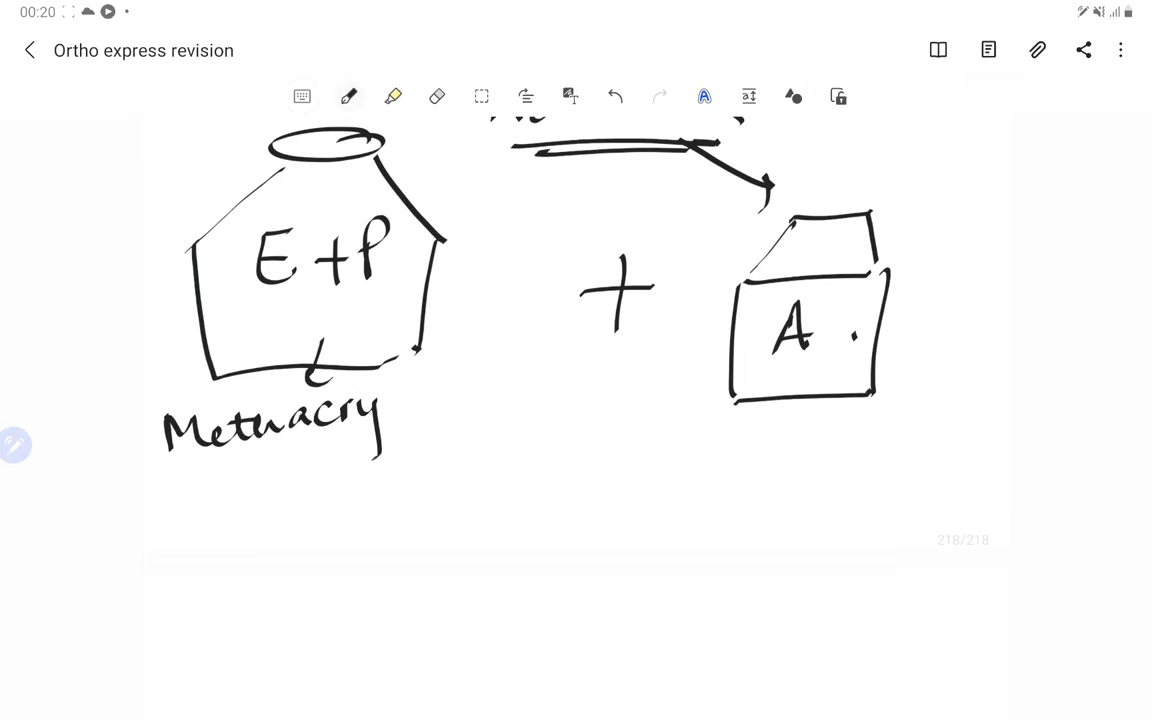 00:20
Ortho express revision
E+P
+
A .
Methacry
218/218